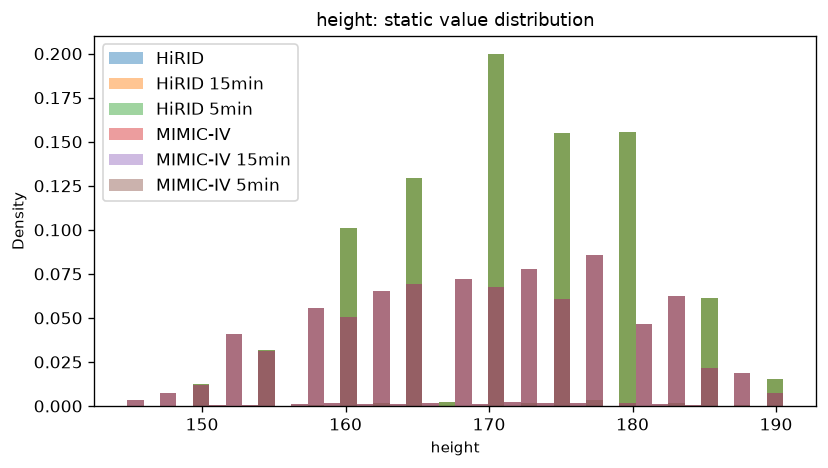 height: static value distribution
HiRID
HiRID 15min
HiRID 5min
MIMIC-IV
MIMIC-IV 15min
MIMIC-IV 5min
0.200
0.175
0.150
0.125
0.100
0.075
0.050
0.025
0.000
Density
150 160 170 180 190
height